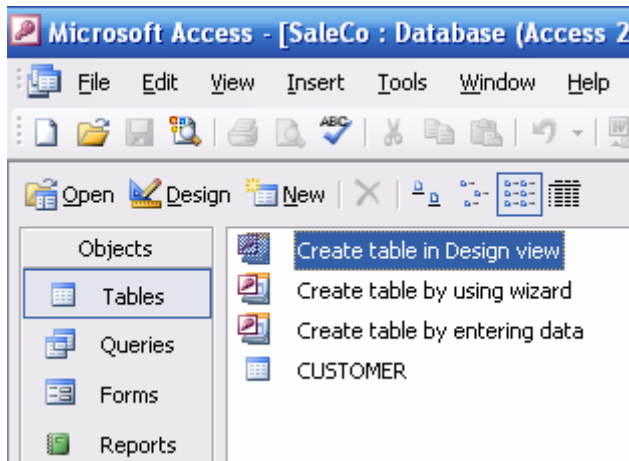 Microsoft Access - [SaleCo : Database (Access 2
File Edit View Insert Tools Window Help
ABC
Open Design New
Objects
Create table in Design view
Tables
Create table by using wizard
Create table by entering data
Queries
CUSTOMER
Forms
Reports